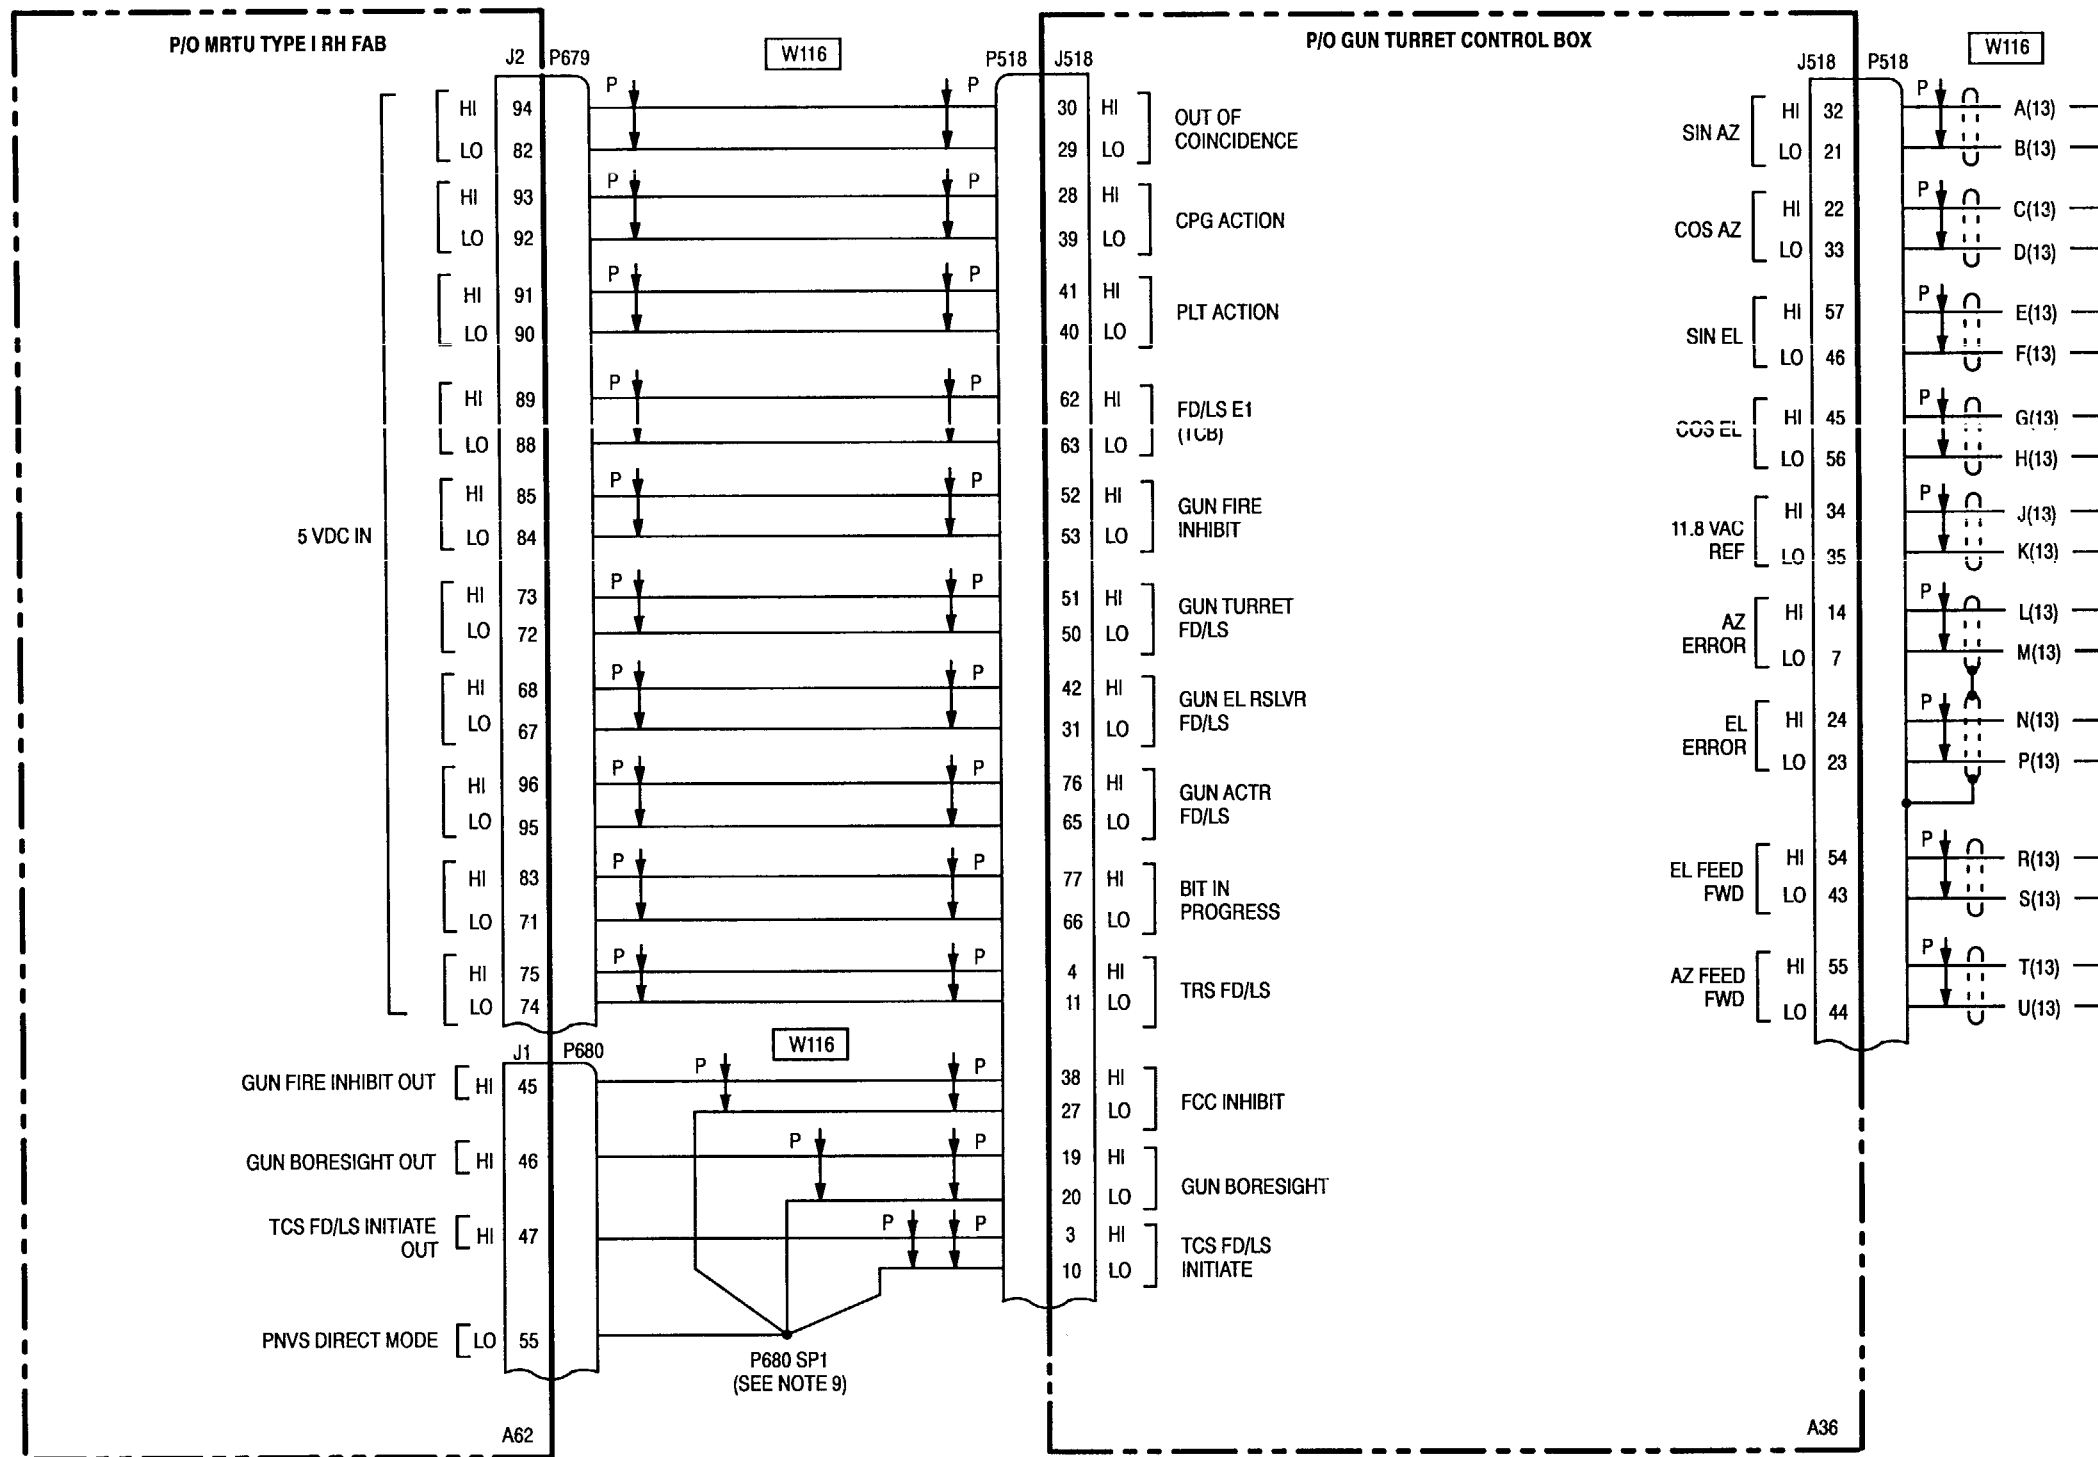 P/O MRTU TYPE I RH FAB
J2 P679 W116 P518 J518
P/O GUN TURRET CONTROL BOX
J518 P518 W116
5 VDC IN
HI 94 P P 30 HI
LO 82 29 LO
OUT OF
COINCIDENCE
HI 93 P P 28 HI
LO 92 39 LO
CPG ACTION
HI 91 P P 41 HI
LO 90 40 LO
PLT ACTION
HI 89 P P 62 HI
LO 88 63 LO
FD/LS E1
(TCB)
HI 85 P P 52 HI
LO 84 53 LO
GUN FIRE
INHIBIT
HI 73 P P 51 HI
LO 72 50 LO
GUN TURRET
FD/LS
HI 68 P P 42 HI
LO 67 31 LO
GUN EL RSLVR
FD/LS
HI 96 P P 76 HI
LO 95 65 LO
GUN ACTR
FD/LS
HI 83 P P 77 HI
LO 71 66 LO
BIT IN
PROGRESS
HI 75 P P 4 HI
LO 74 11 LO
TRS FD/LS
J1 P680 W116
GUN FIRE INHIBIT OUT HI 45 P P 38 HI
27 LO
FCC INHIBIT
GUN BORESIGHT OUT HI 46 P P 19 HI
20 LO
GUN BORESIGHT
TCS FD/LS INITIATE
OUT
HI 47 P P 3 HI
10 LO
TCS FD/LS
INITIATE
PNVS DIRECT MODE LO 55
P680 SP1
(SEE NOTE 9)
A62
SIN AZ
HI 32 P A(13)
LO 21 B(13)
COS AZ
HI 22 P C(13)
LO 33 D(13)
SIN EL
HI 57 P E(13)
LO 46 F(13)
COS EL
HI 45 P G(13)
LO 56 H(13)
11.8 VAC
REF
HI 34 P J(13)
LO 35 K(13)
AZ
ERROR
HI 14 P L(13)
LO 7 M(13)
EL
ERROR
HI 24 P N(13)
LO 23 P(13)
EL FEED
FWD
HI 54 P R(13)
LO 43 S(13)
AZ FEED
FWD
HI 55 P T(13)
LO 44 U(13)
A36